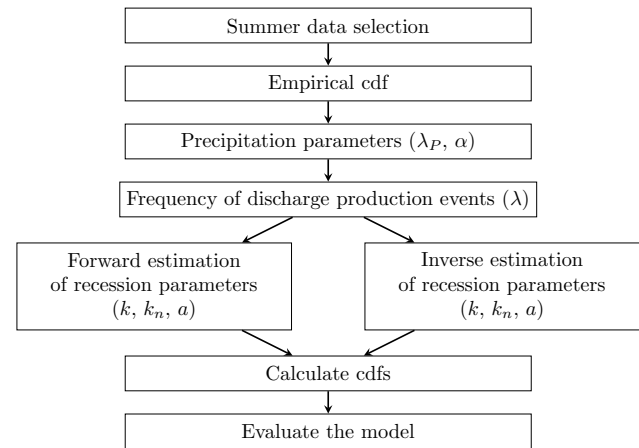 Summer data selection
Empirical cdf
Precipitation parameters (λ_P, α)
Frequency of discharge production events (λ)
Forward estimation
of recession parameters
(k, k_n, a)
Inverse estimation
of recession parameters
(k, k_n, a)
Calculate cdfs
Evaluate the model